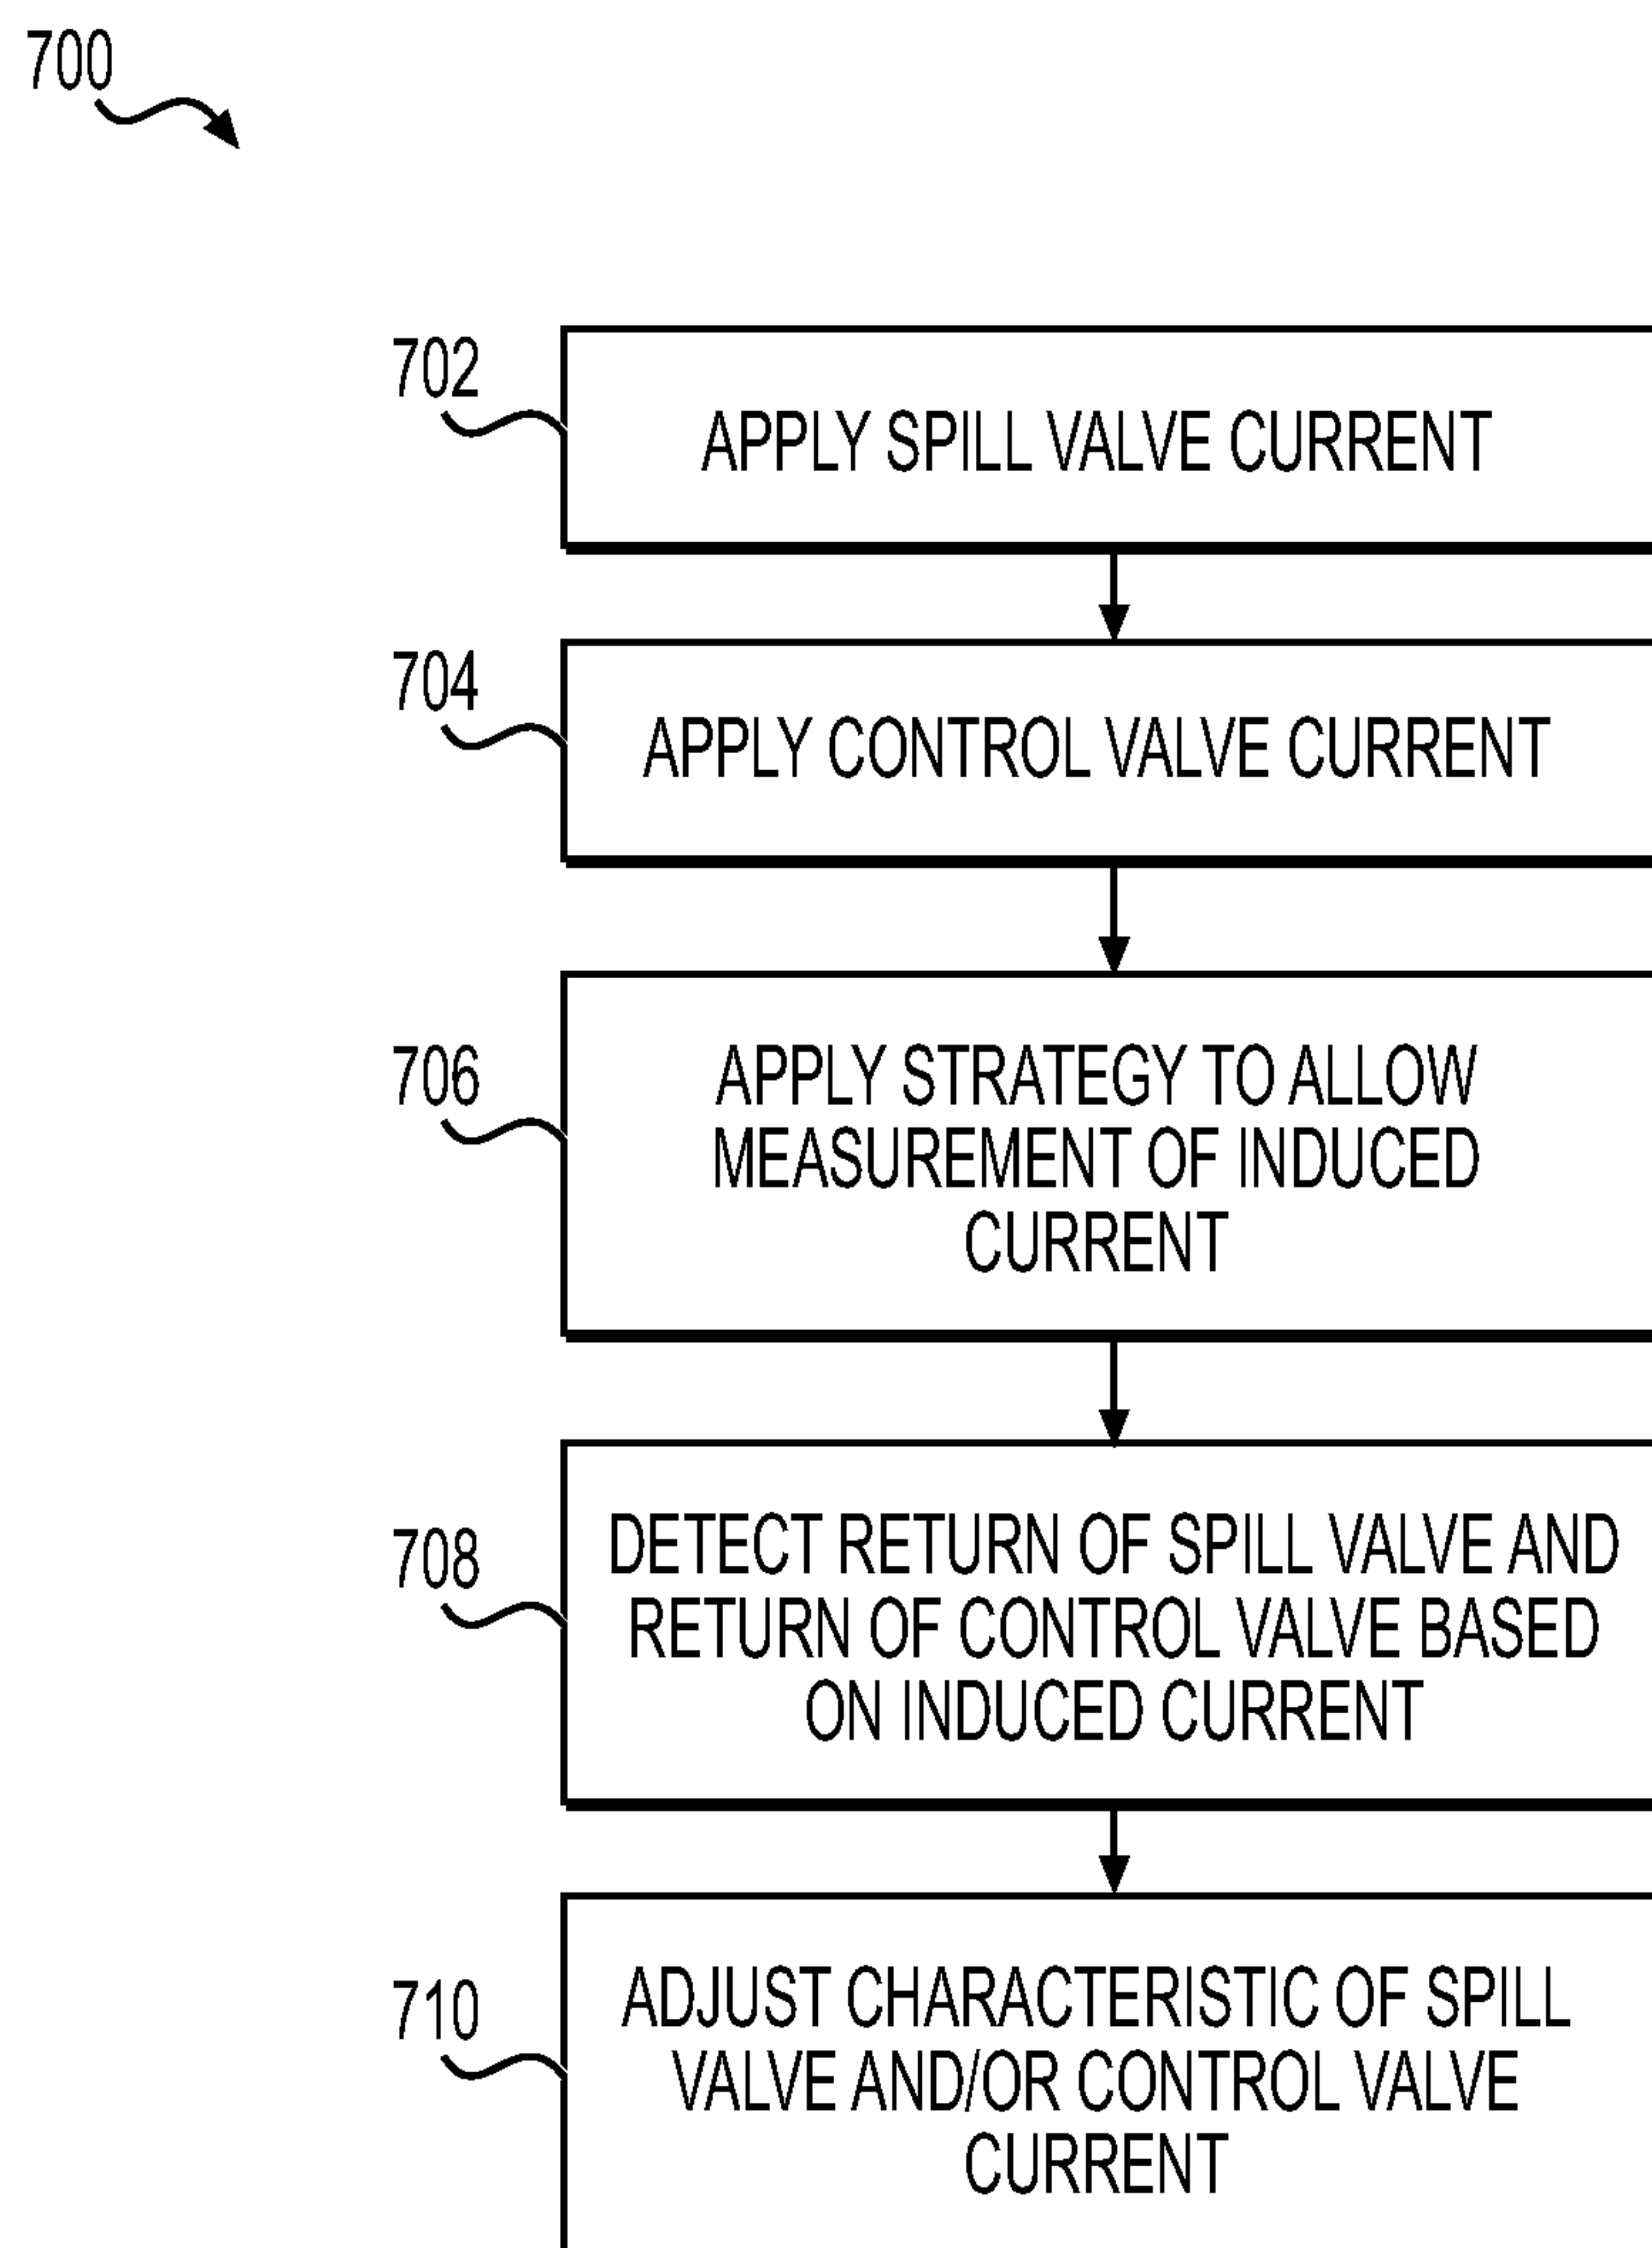 700
702
APPLY SPILL VALVE CURRENT
704
APPLY CONTROL VALVE CURRENT
706
APPLY STRATEGY TO ALLOW
MEASUREMENT OF INDUCED
CURRENT
708
DETECT RETURN OF SPILL VALVE AND
RETURN OF CONTROL VALVE BASED
ON INDUCED CURRENT
710
ADJUST CHARACTERISTIC OF SPILL
VALVE AND/OR CONTROL VALVE
CURRENT